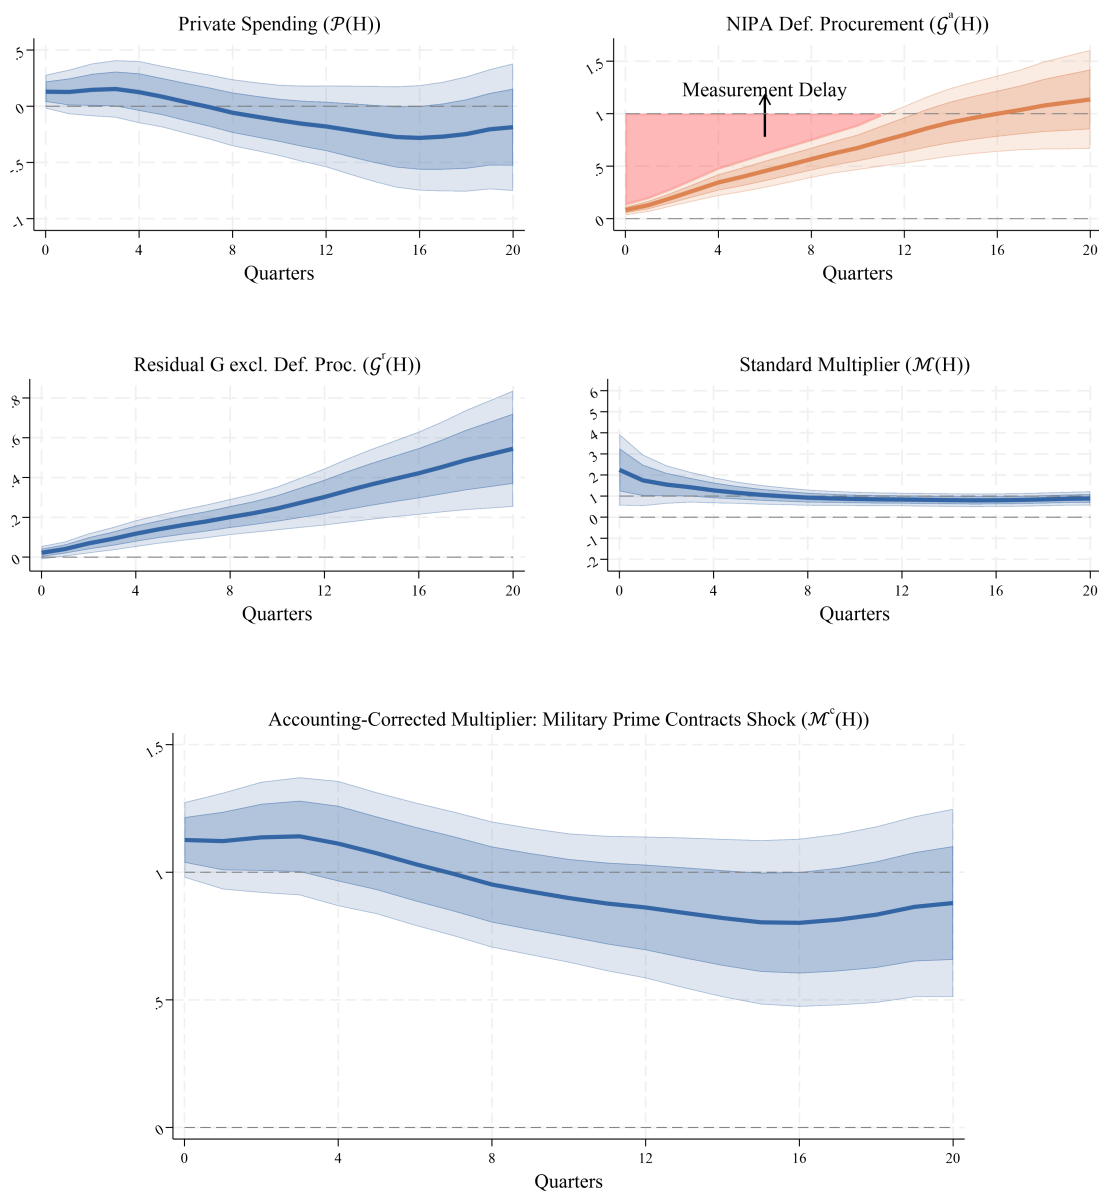 Private Spending (𝒫(H))
.5
0
-.5
-1
0 4 8 12 16 20
Quarters
NIPA Def. Procurement (𝒢ᵃ(H))
Measurement Delay
1.5
1
.5
0
0 4 8 12 16 20
Quarters
Residual G excl. Def. Proc. (𝒢ʳ(H))
.8
.6
.4
.2
0
0 4 8 12 16 20
Quarters
Standard Multiplier (ℳ(H))
6
5
4
3
2
1
0
-1
-2
0 4 8 12 16 20
Quarters
Accounting-Corrected Multiplier: Military Prime Contracts Shock (ℳᶜ(H))
1.5
1
.5
0
0 4 8 12 16 20
Quarters